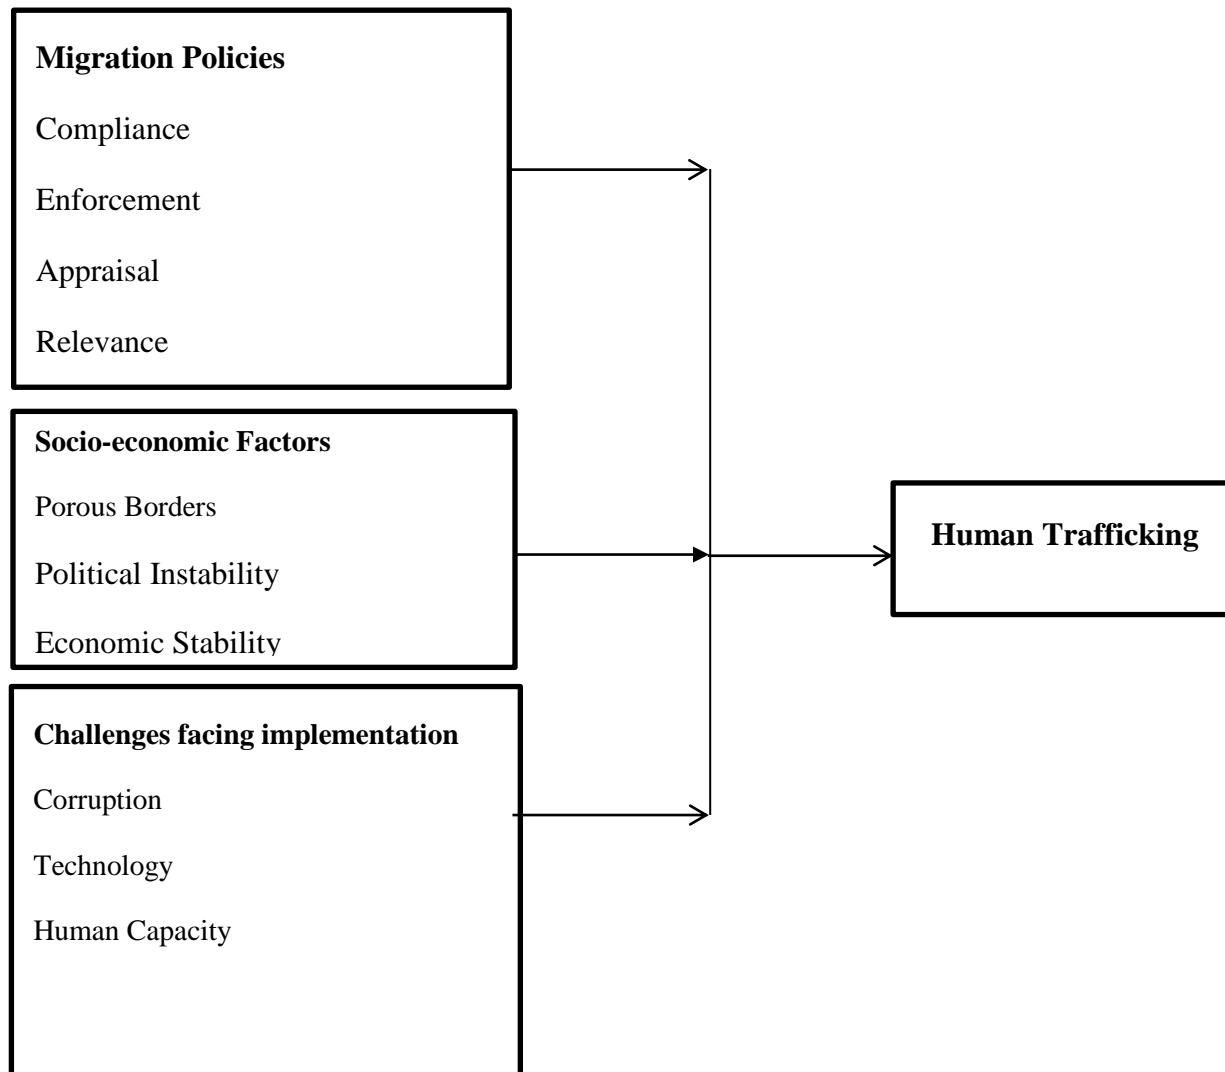 Migration Policies
Compliance
Enforcement
Appraisal
Relevance
Socio-economic Factors
Porous Borders
Political Instability
Economic Stability
Human Trafficking
Challenges facing implementation
Corruption
Technology
Human Capacity